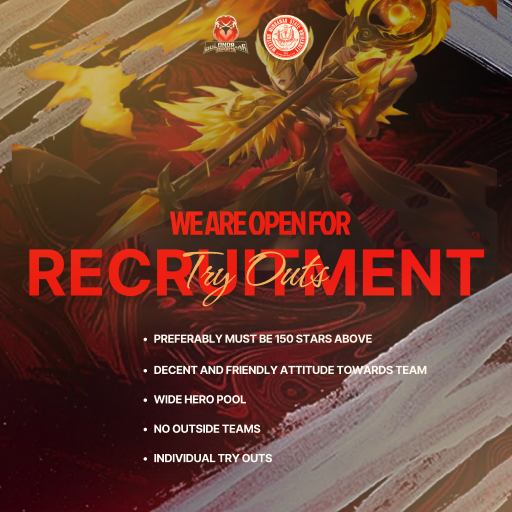 WE ARE OPEN FOR
RECRUITMENT
Try Outs
• PREFERABLY MUST BE 150 STARS ABOVE
• DECENT AND FRIENDLY ATTITUDE TOWARDS TEAM
• WIDE HERO POOL
• NO OUTSIDE TEAMS
• INDIVIDUAL TRY OUTS